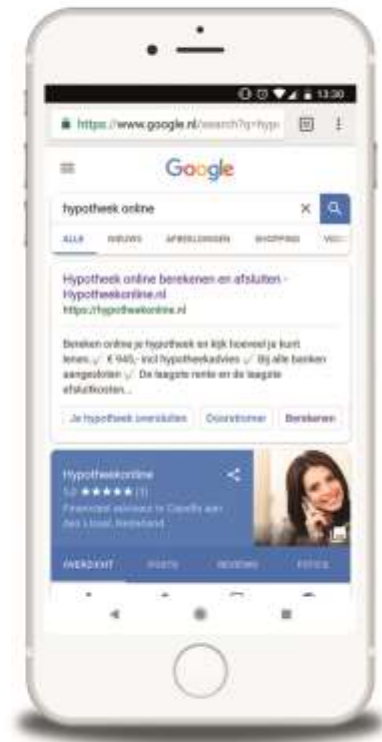 13:30
https://www.google.nl/search?q=hyp
Google
hypotheek online
ALLE NIEUWS AFBEELDINGEN SHOPPING
Hypotheek online berekenen en afsluiten -
Hypotheekonline.nl
https://hypotheekonline.nl
Bereken online je hypotheek en kijk hoeveel je kunt
lenen. ✓ € 945,- incl hypotheekadvies ✓ Bij alle banken
aangesloten ✓ De laagste rente en de laagste
afsluitkosten...
Je hypotheek oversluiten Doorstromer Berekenen
Hypotheekonline
5,0 ★★★★★ (1)
Financieel adviseur in Capelle aan
den IJssel, Nederland
OVERZICHT POSTS REVIEWS FOTO'S